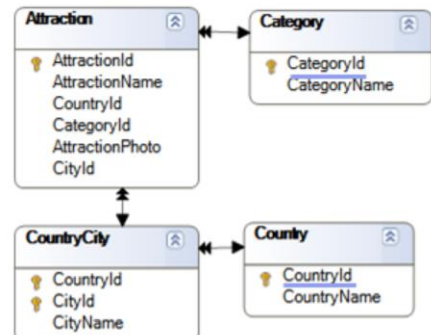 Attraction
AttractionId
AttractionName
CountryId
CategoryId
AttractionPhoto
CityId
Category
CategoryId
CategoryName
CountryCity
CountryId
CityId
CityName
Country
CountryId
CountryName